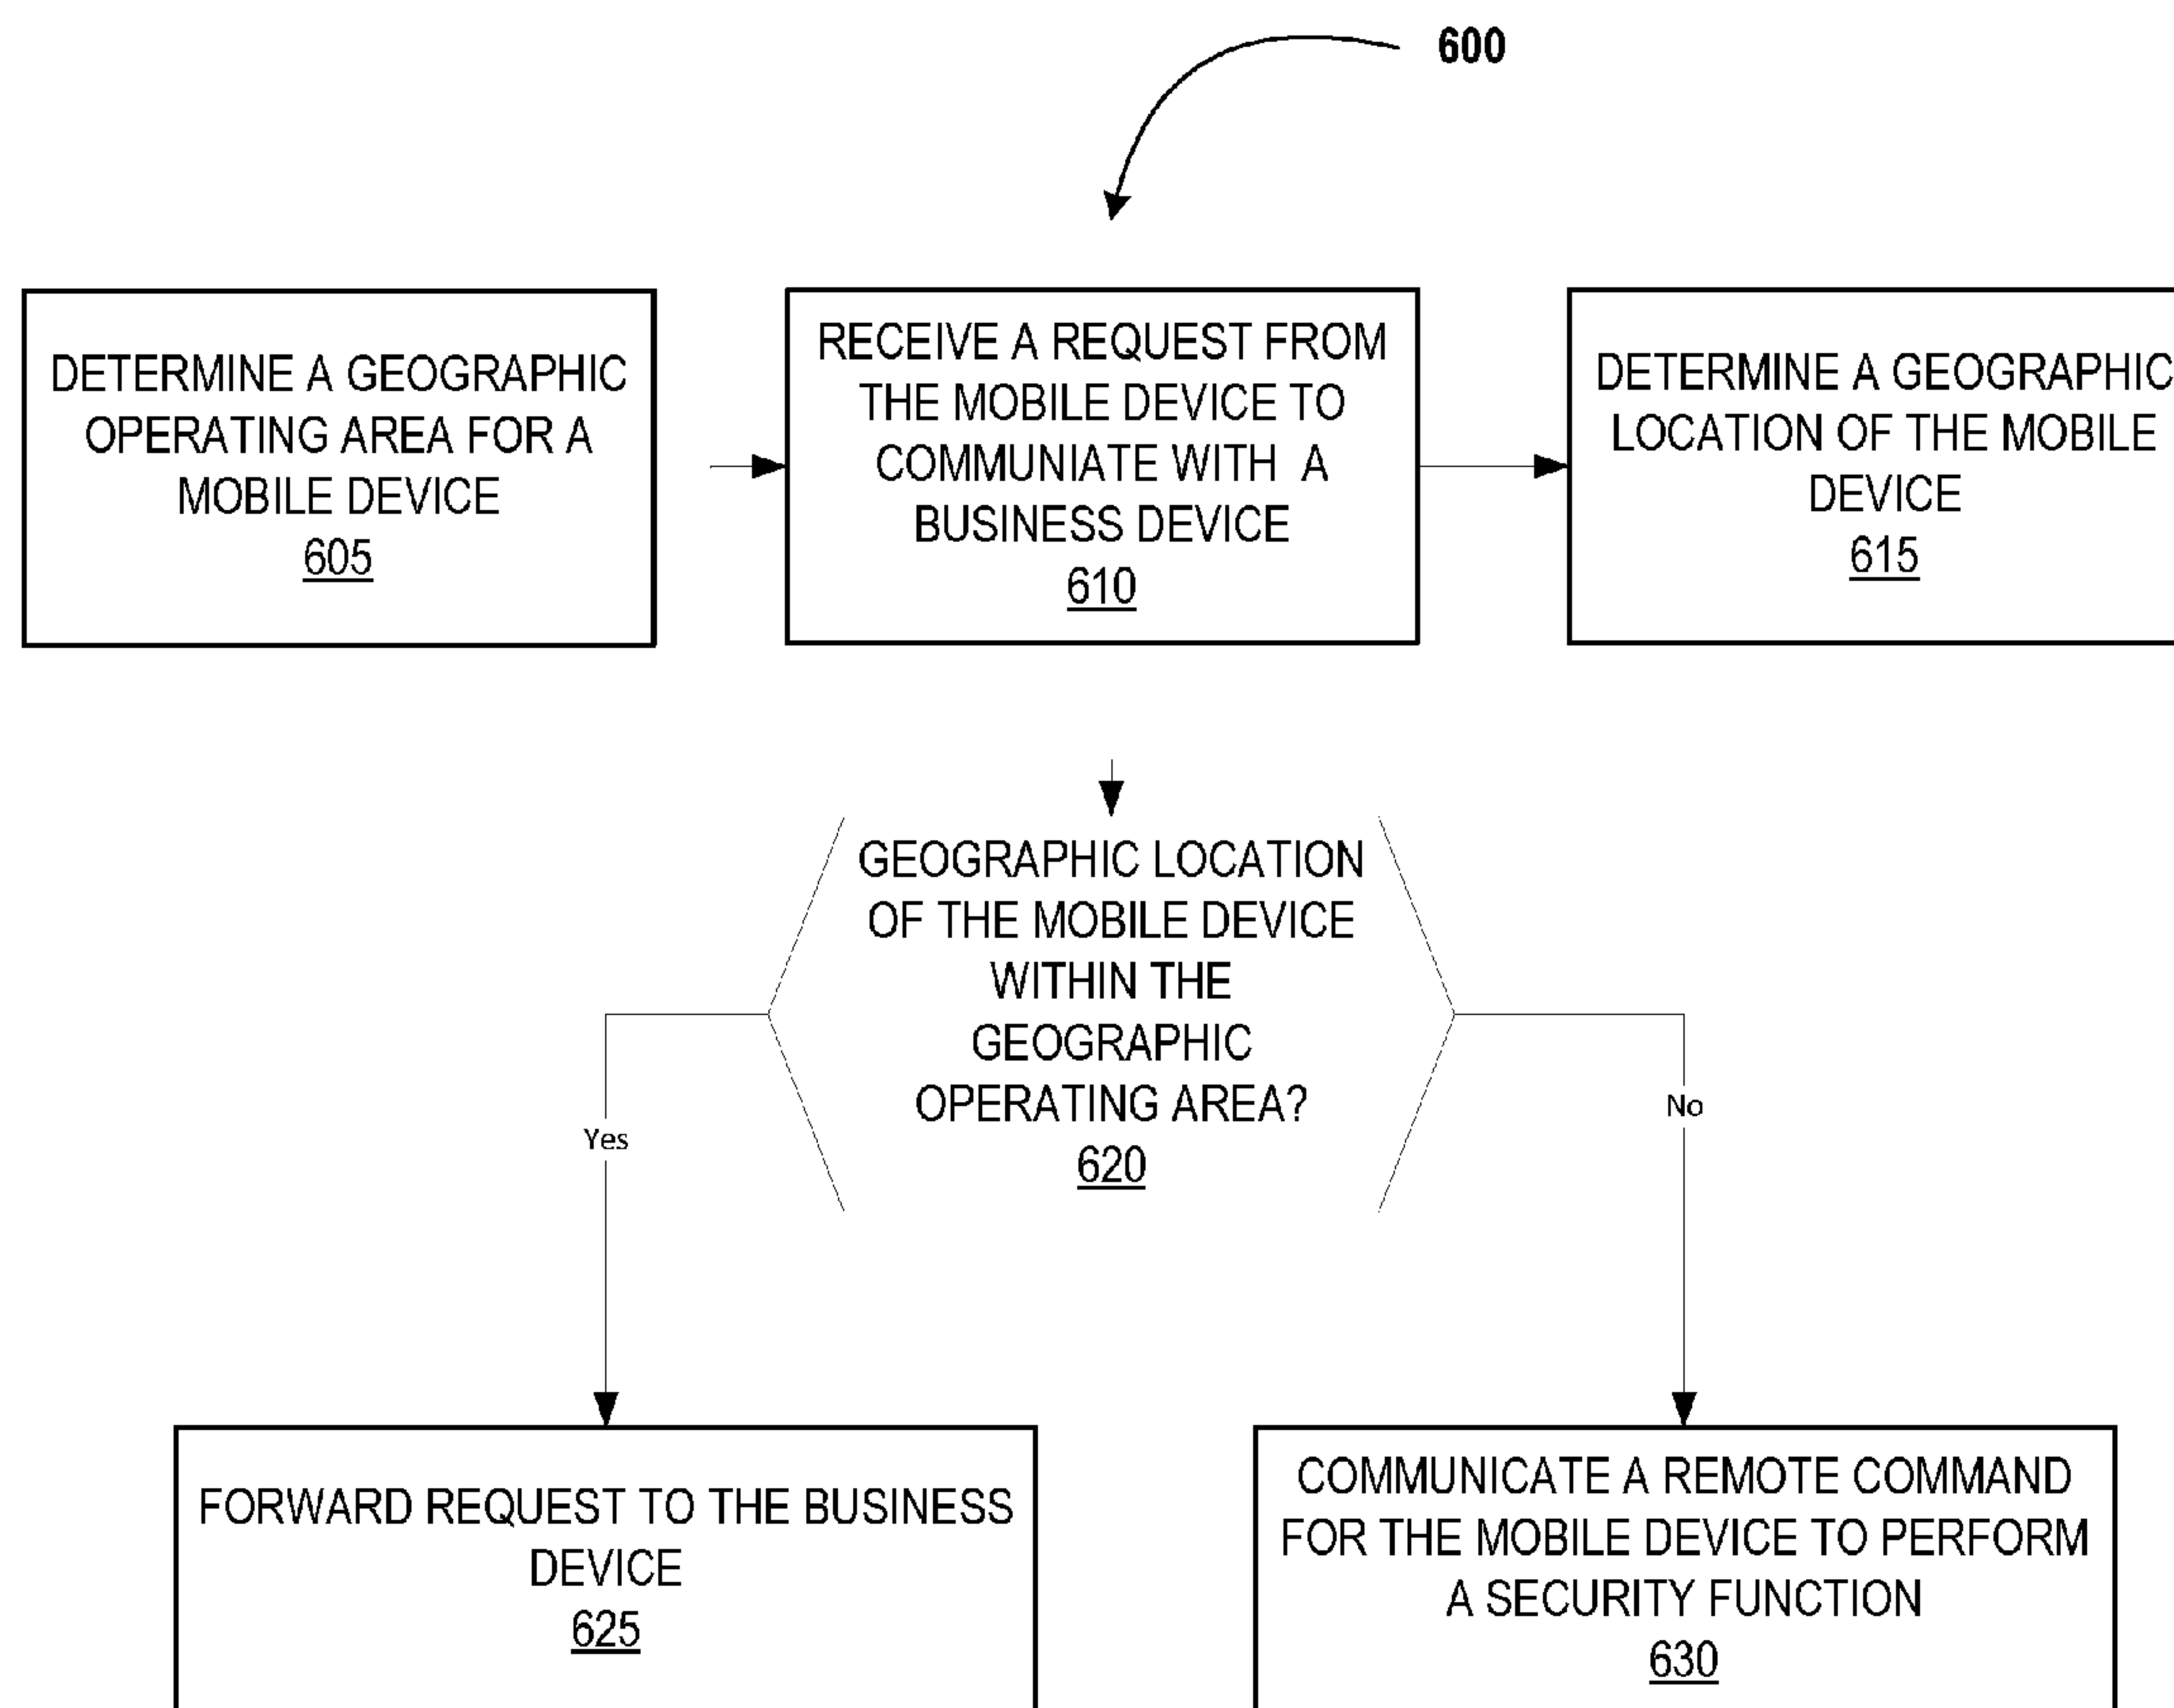 600
DETERMINE A GEOGRAPHIC
OPERATING AREA FOR A
MOBILE DEVICE
605
RECEIVE A REQUEST FROM
THE MOBILE DEVICE TO
COMMUNIATE WITH A
BUSINESS DEVICE
610
DETERMINE A GEOGRAPHIC
LOCATION OF THE MOBILE
DEVICE
615
GEOGRAPHIC LOCATION
OF THE MOBILE DEVICE
WITHIN THE
GEOGRAPHIC
OPERATING AREA?
620
Yes
No
FORWARD REQUEST TO THE BUSINESS
DEVICE
625
COMMUNICATE A REMOTE COMMAND
FOR THE MOBILE DEVICE TO PERFORM
A SECURITY FUNCTION
630